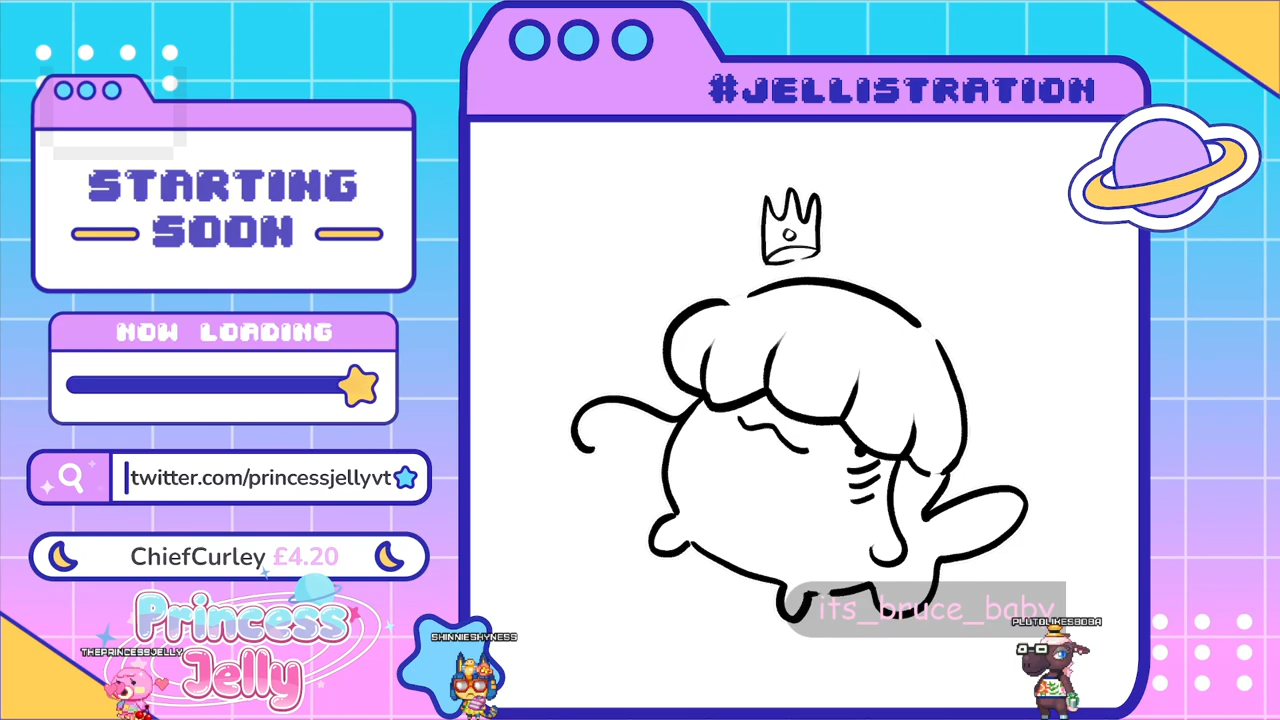 #JELLISTRATION
STARTING
SOON
NOW LOADING
twitter.com/princessjellyvt
ChiefCurley £4.20
Princess
Jelly
THEPRINCESSJELLY
SHINNIESHYNESS
its_bruce_baby
PLUTOLIKESBOBA